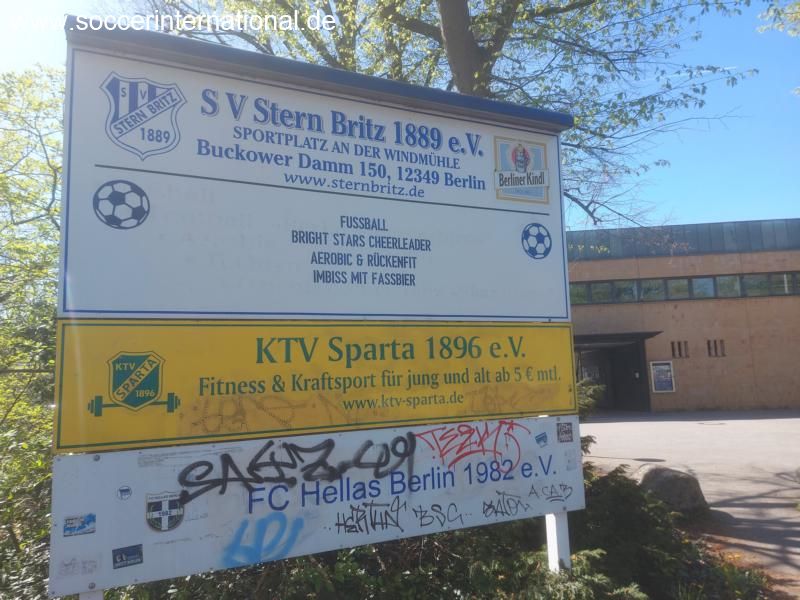 www.soccerinternational.de
S V
STERN BRITZ
1889
S V Stern Britz 1889 e.V.
SPORTPLATZ AN DER WINDMÜHLE
Buckower Damm 150, 12349 Berlin
www.sternbritz.de
Berliner Kindl
FUSSBALL
BRIGHT STARS CHEERLEADER
AEROBIC & RÜCKENFIT
IMBISS MIT FASSBIER
KTV
SPARTA
1896
KTV Sparta 1896 e.V.
Fitness & Kraftsport für jung und alt ab 5 € mtl.
www.ktv-sparta.de
FC Hellas Berlin 1982 e.V.
BSC
A.C.A.B